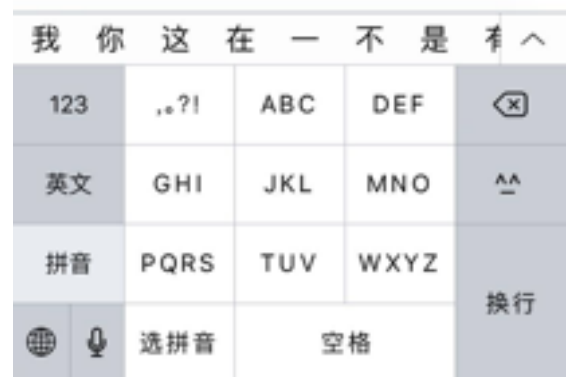 我 你 这 在 一 不 是 有
123 ,。?! ABC DEF
英文 GHI JKL MNO ^^
拼音 PQRS TUV WXYZ
换行
选拼音 空格